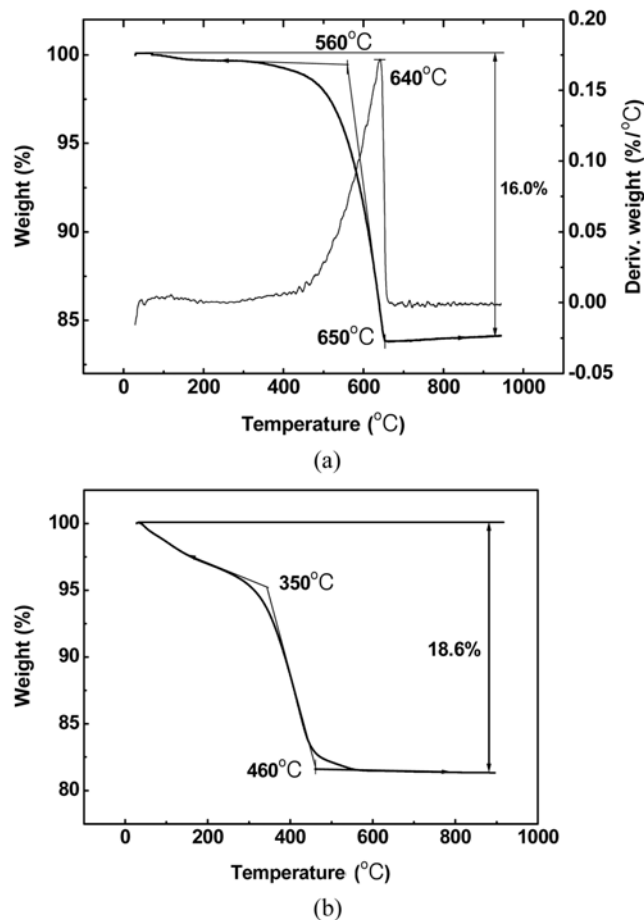 0.20
100
560°C
640°C
0.15
95
0.10
16.0%
90
0.05
0.00
85
650°C
-0.05
0
200
400
600
800
1000
Weight (%)
Deriv. weight (%/°C)
Temperature (°C)
(a)
100
95
350°C
90
18.6%
85
460°C
80
0
200
400
600
800
1000
Weight (%)
Temperature (°C)
(b)